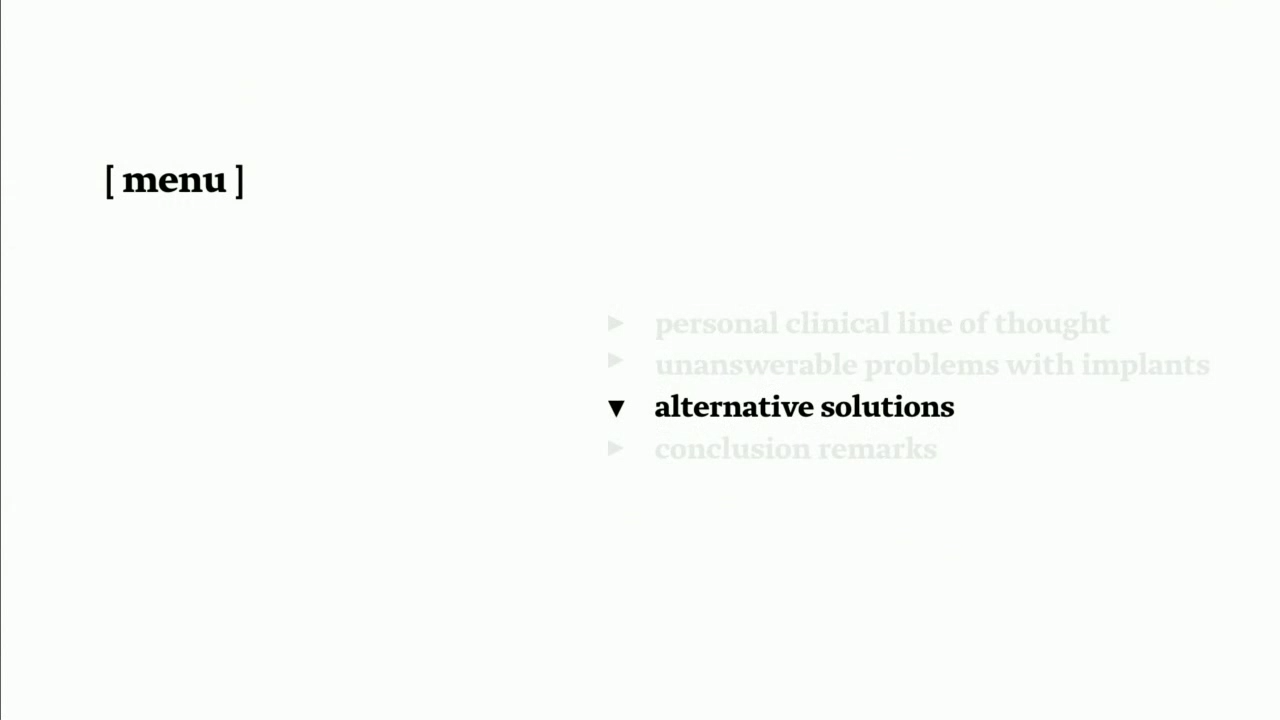 [ menu ]
► personal clinical line of thought
► unanswerable problems with implants
▼ alternative solutions
► conclusion remarks